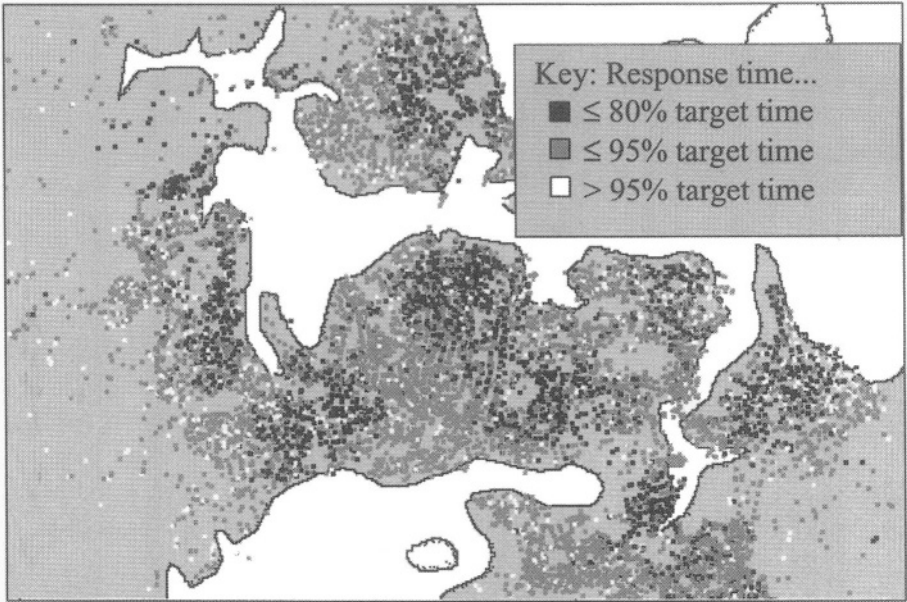 Key: Response time...
≤ 80% target time
≤ 95% target time
> 95% target time